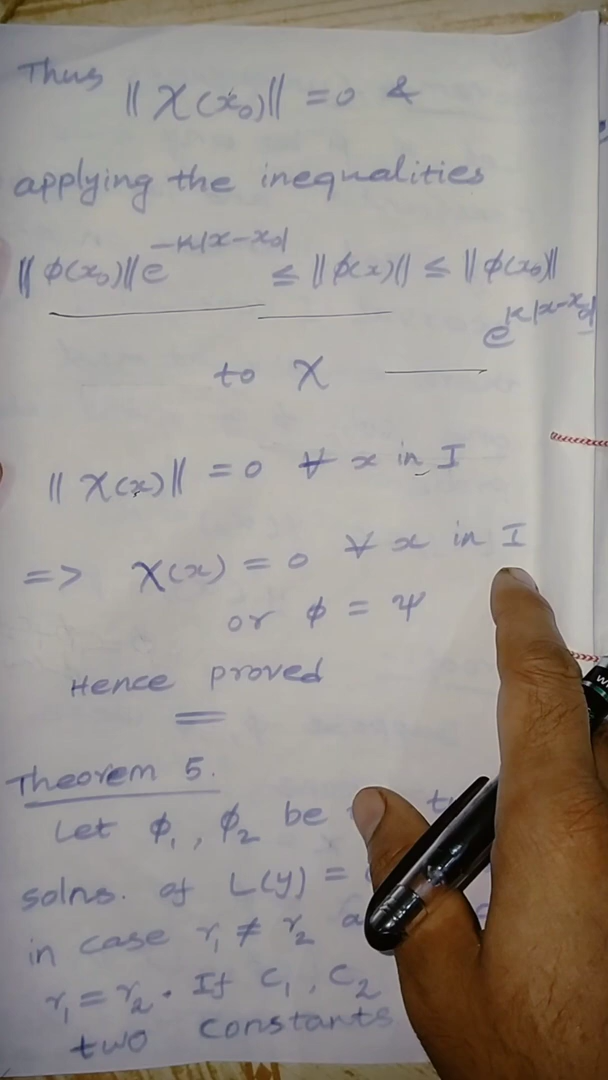 Thus ||χ(x₀)|| = 0 &
applying the inequalities
||φ(x₀)||e^{-k|x-x₀|} ≤ ||φ(x)|| ≤ ||φ(x₀)|| e^{k|x-x₀|}
to χ
||χ(x)|| = 0 ∀ x in I
=> χ(x) = 0 ∀ x in I
or φ = ψ
Hence proved
Theorem 5.
Let φ₁, φ₂ be
solns. of L(y) =
in case r₁ ≠ r₂
r₁ = r₂. If C₁, C₂
two constants